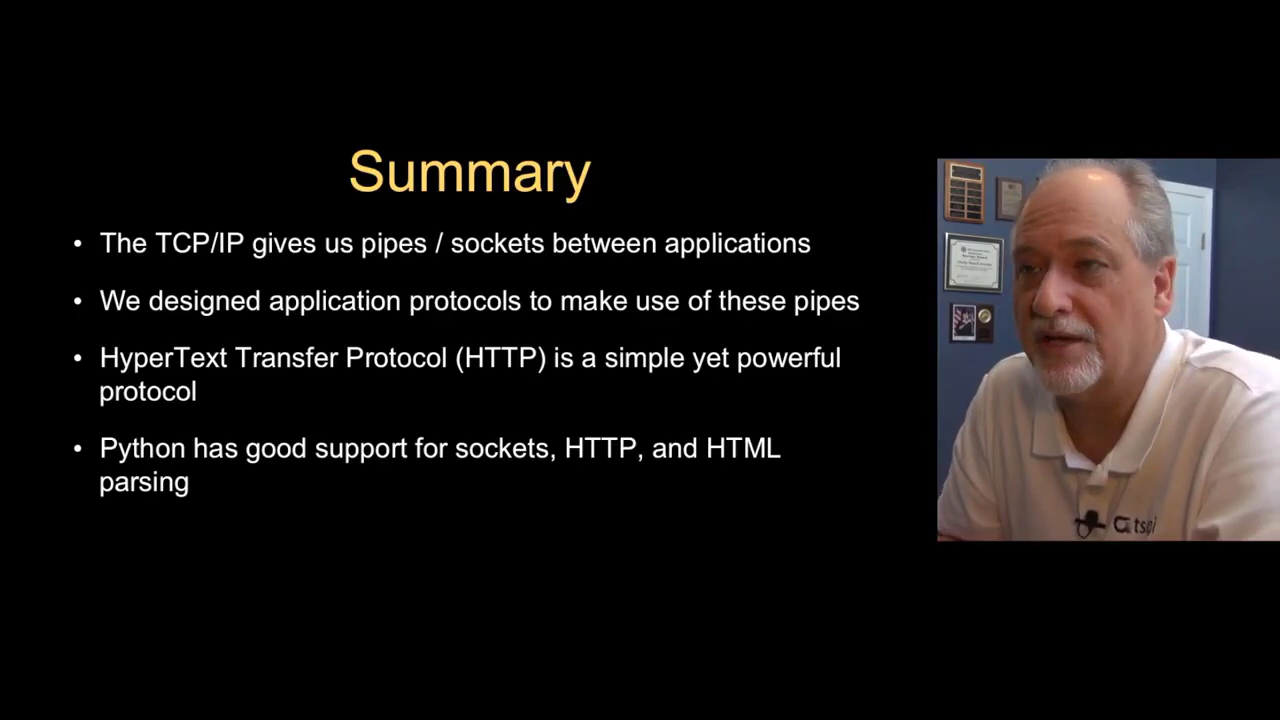 Summary
• The TCP/IP gives us pipes / sockets between applications
• We designed application protocols to make use of these pipes
• HyperText Transfer Protocol (HTTP) is a simple yet powerful
protocol
• Python has good support for sockets, HTTP, and HTML
parsing